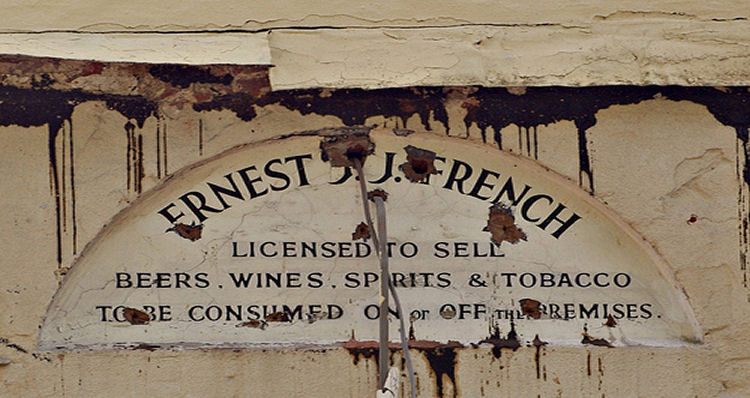 ERNEST J. J. FRENCH
LICENSED TO SELL
BEERS, WINES, SPIRITS & TOBACCO
TO BE CONSUMED ON OR OFF THE PREMISES.